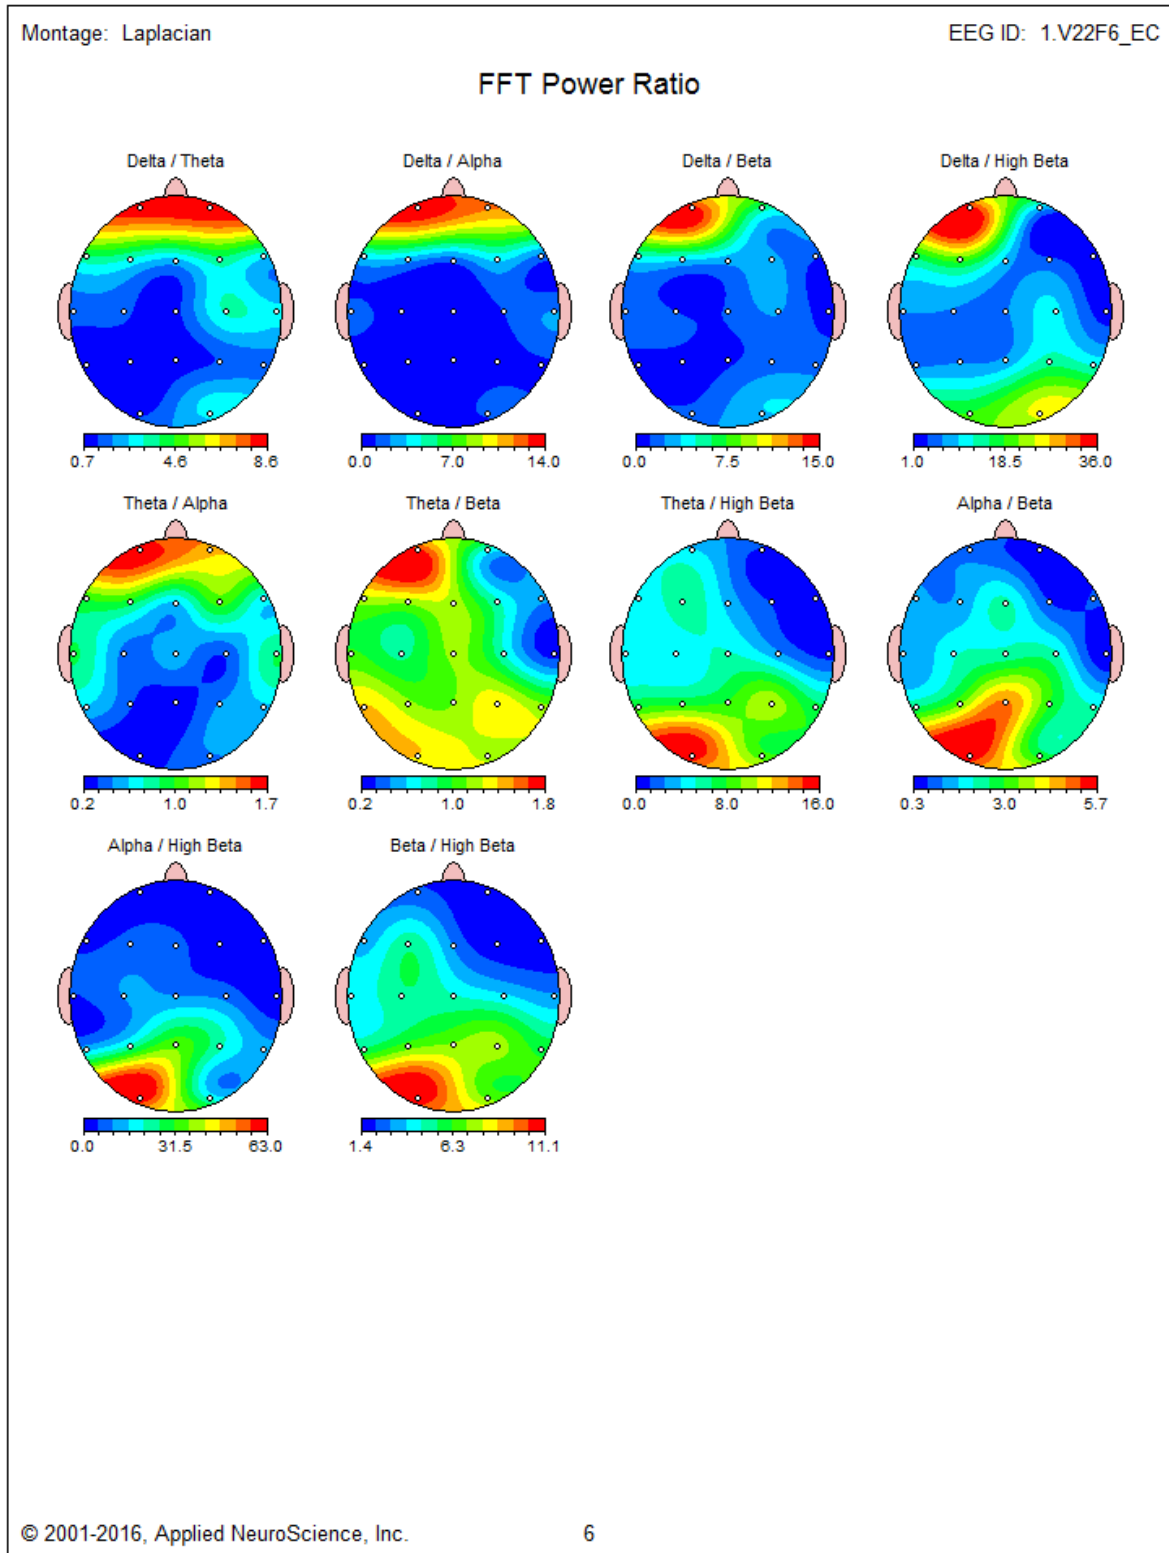 Montage: Laplacian EEG ID: 1.V22F6_EC
FFT Power Ratio
Delta / Theta Delta / Alpha Delta / Beta Delta / High Beta
0.7 4.6 8.6 0.0 7.0 14.0 0.0 7.5 15.0 1.0 18.5 36.0
Theta / Alpha Theta / Beta Theta / High Beta Alpha / Beta
0.2 1.0 1.7 0.2 1.0 1.8 0.0 8.0 16.0 0.3 3.0 5.7
Alpha / High Beta Beta / High Beta
0.0 31.5 63.0 1.4 6.3 11.1
© 2001-2016, Applied NeuroScience, Inc. 6